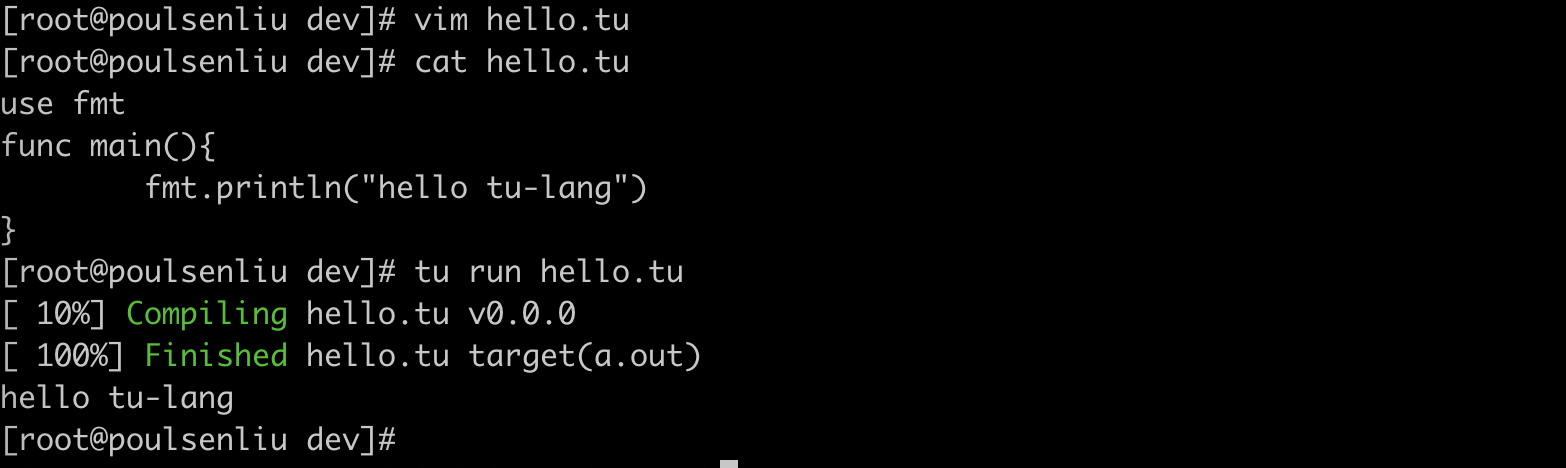 [root@poulsenliu dev]# vim hello.tu
[root@poulsenliu dev]# cat hello.tu
use fmt
func main(){
        fmt.println("hello tu-lang")
}
[root@poulsenliu dev]# tu run hello.tu
[ 10%] Compiling hello.tu v0.0.0
[ 100%] Finished hello.tu target(a.out)
hello tu-lang
[root@poulsenliu dev]#